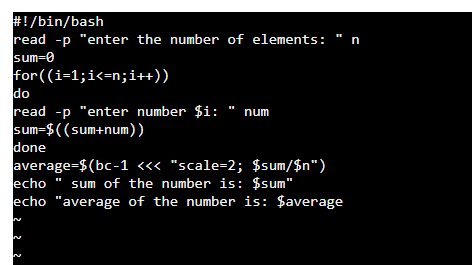 #!/bin/bash
read -p "enter the number of elements: " n
sum=0
for((i=1;i<=n;i++))
do
read -p "enter number $i: " num
sum=$((sum+num))
done
average=$(bc-1 <<< "scale=2; $sum/$n")
echo " sum of the number is: $sum"
echo "average of the number is: $average
~
~
~